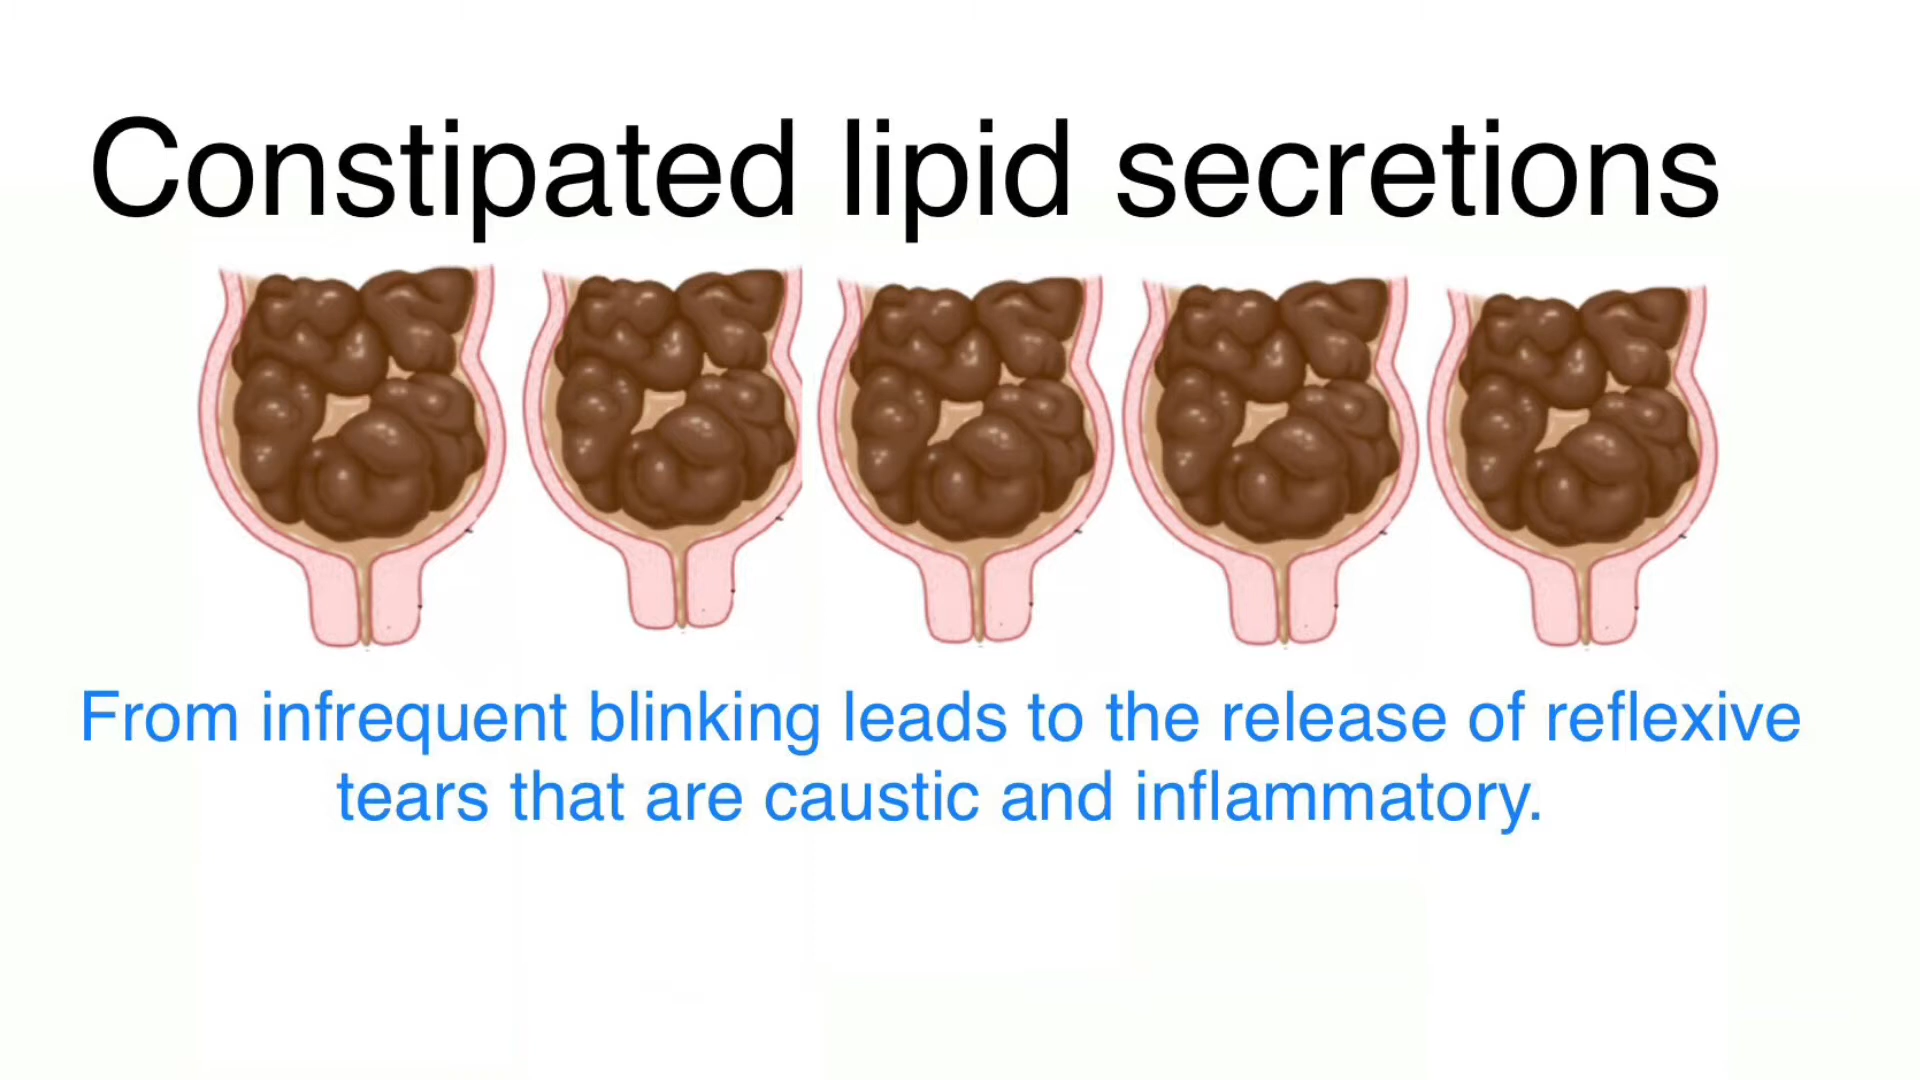 Constipated lipid secretions
From infrequent blinking leads to the release of reflexive
tears that are caustic and inflammatory.